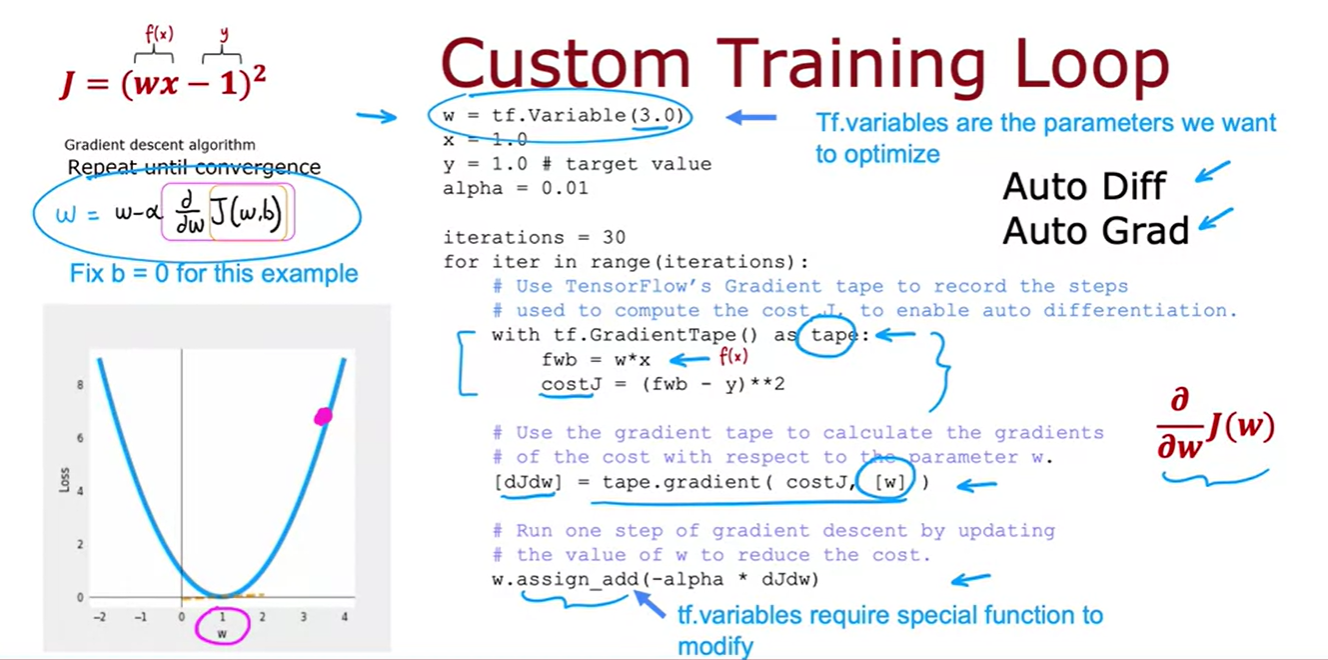 f(x) y
J = (wx − 1)²
Gradient descent algorithm
Repeat until convergence
w = w-α ∂/∂w J(w,b)
Fix b = 0 for this example
Loss
8
6
4
2
0
−2 −1 0 1 2 3 4
w
Custom Training Loop
w = tf.Variable(3.0)
x = 1.0
y = 1.0 # target value
alpha = 0.01
Tf.variables are the parameters we want
to optimize
Auto Diff
Auto Grad
iterations = 30
for iter in range(iterations):
# Use TensorFlow's Gradient tape to record the steps
# used to compute the cost J, to enable auto differentiation.
with tf.GradientTape() as tape:
fwb = w*x f(x)
costJ = (fwb - y)**2
# Use the gradient tape to calculate the gradients
# of the cost with respect to the parameter w.
[dJdw] = tape.gradient( costJ, [w] )
∂/∂w J(w)
# Run one step of gradient descent by updating
# the value of w to reduce the cost.
w.assign_add(-alpha * dJdw)
tf.variables require special function to
modify